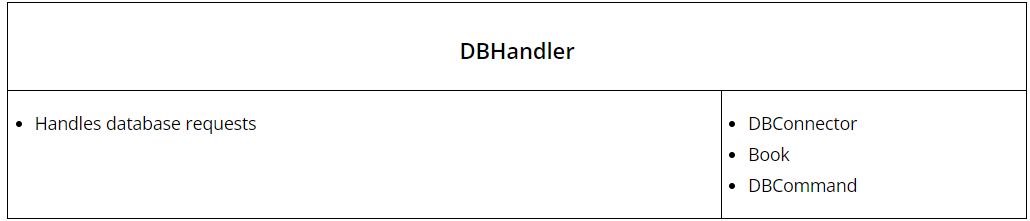 DBHandler
• Handles database requests
• DBConnector
• Book
• DBCommand